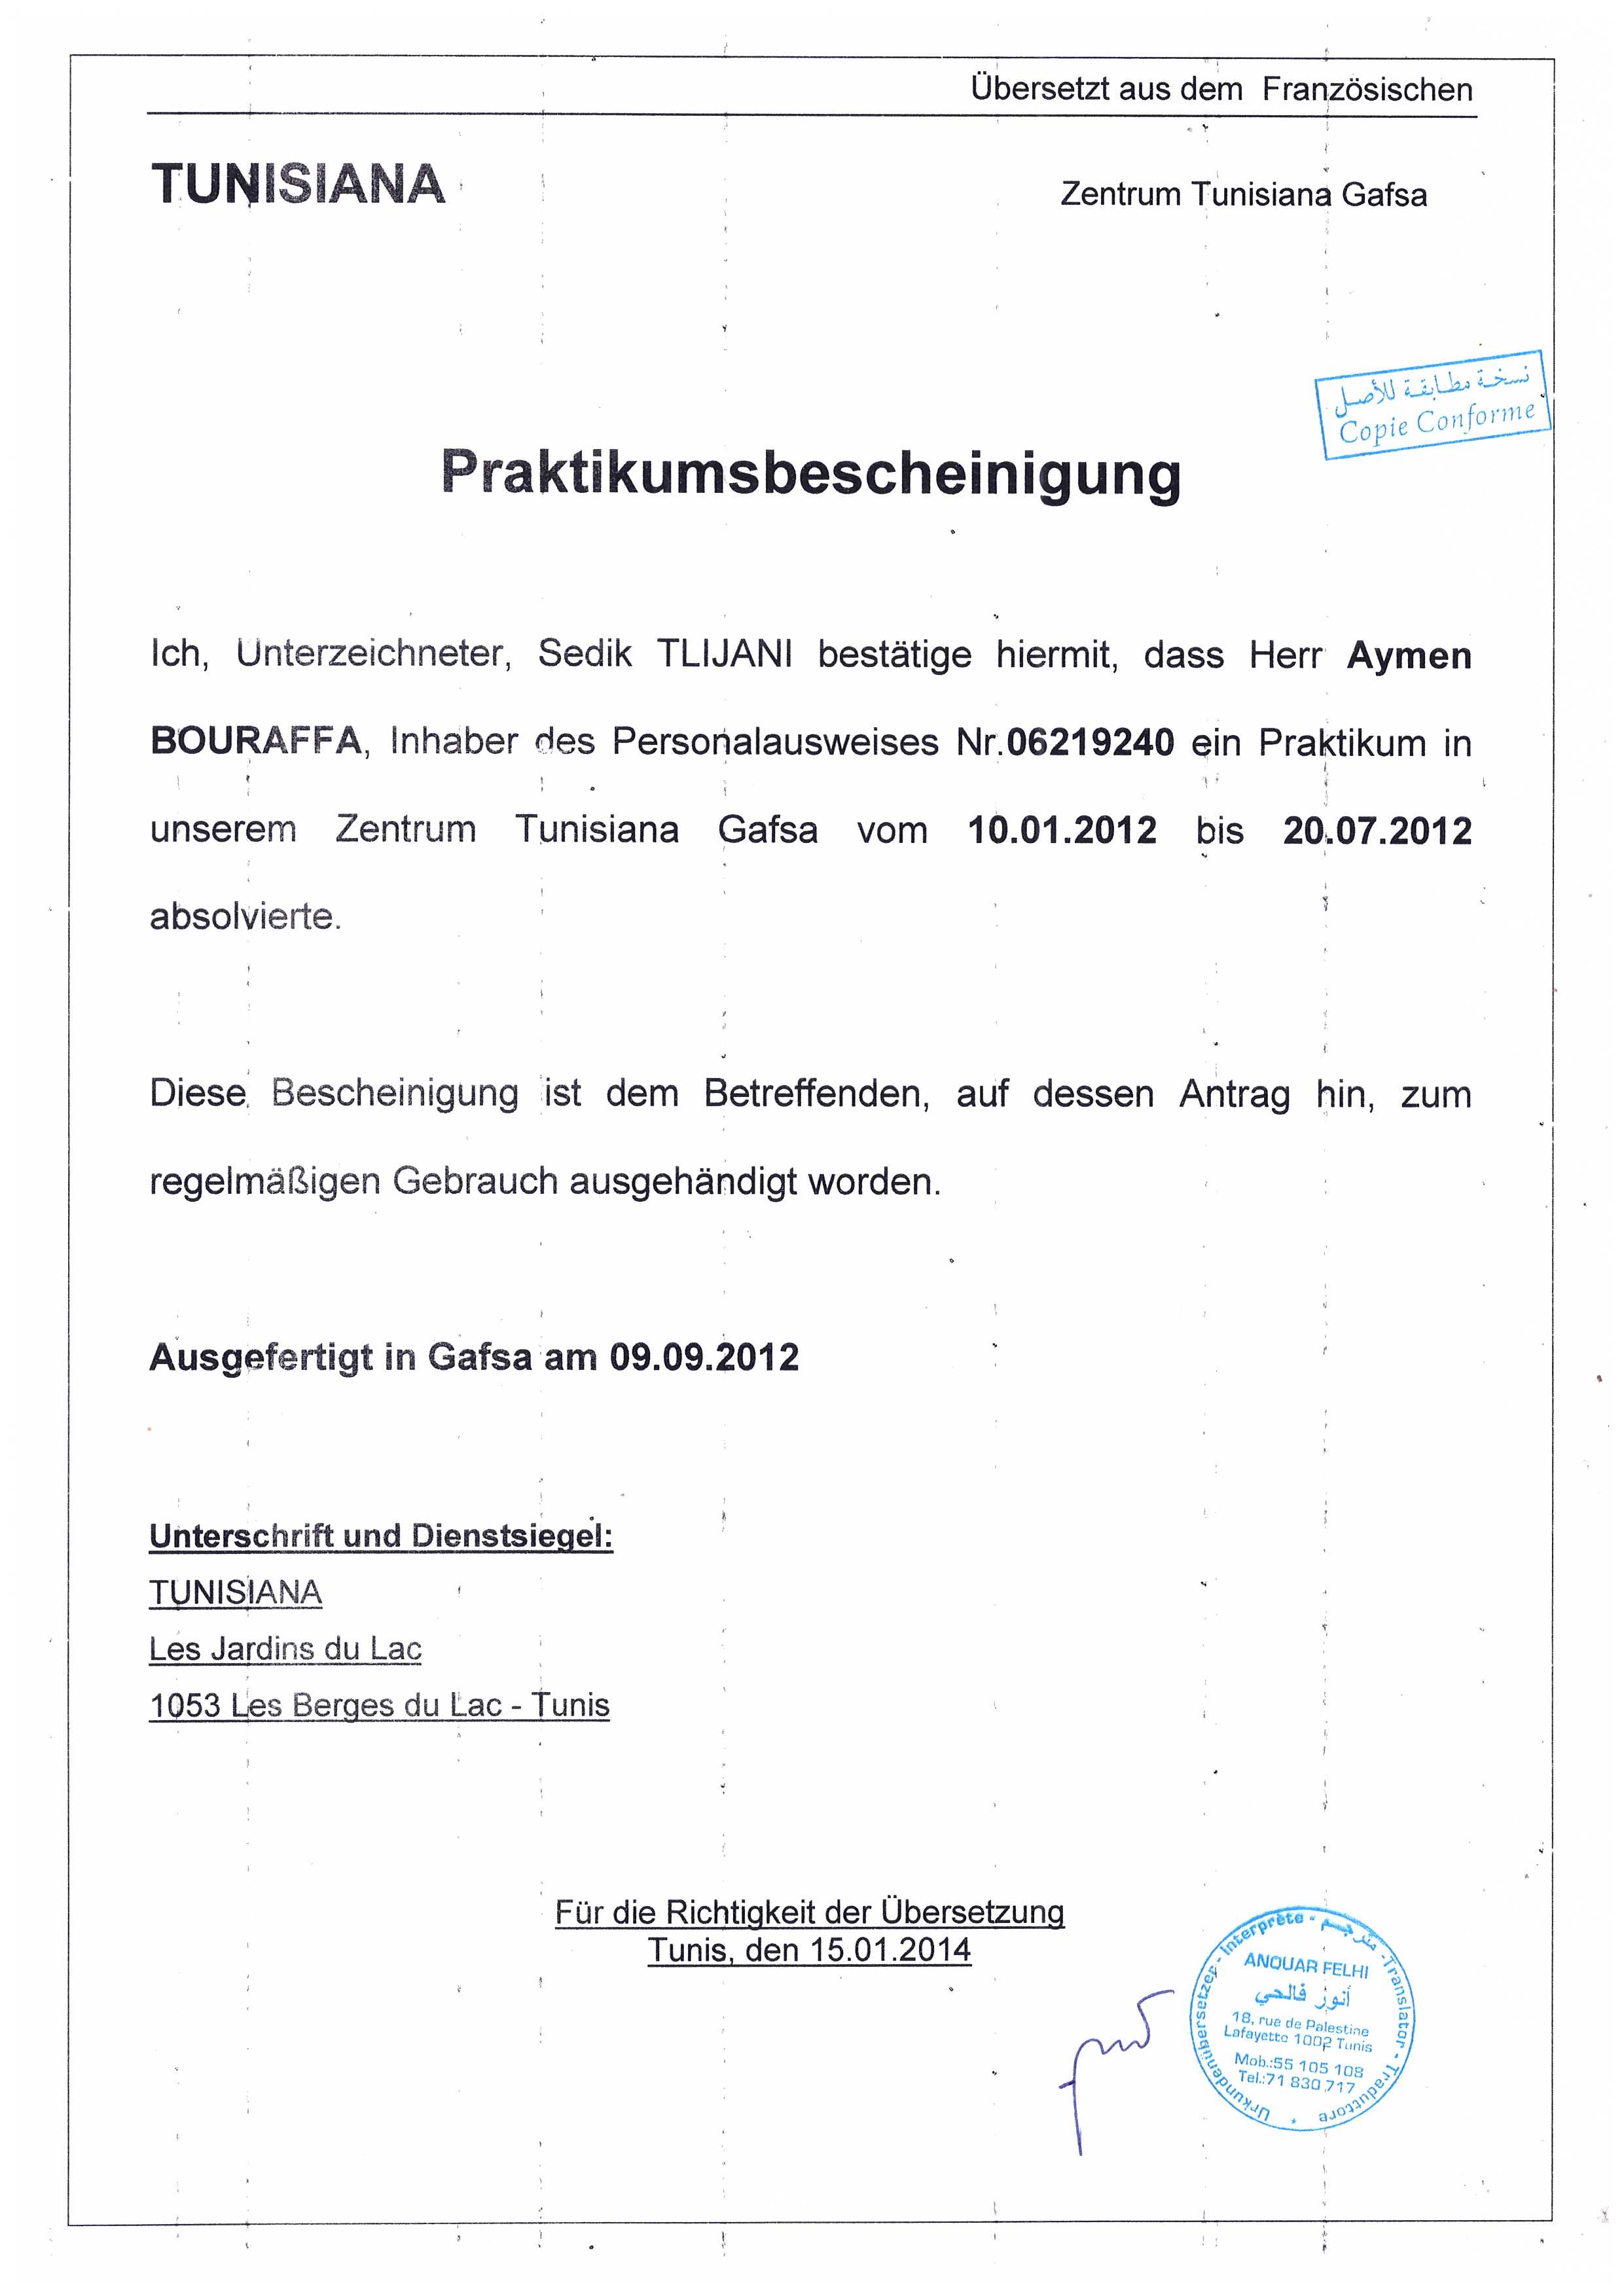 Übersetzt aus dem Französischen
TUNISIANA
Zentrum Tunisiana Gafsa
نسخة مطابقة للأصل
Copie Conforme
Praktikumsbescheinigung
Ich, Unterzeichneter, Sedik TLIJANI bestätige hiermit, dass Herr Aymen
BOURAFFA, Inhaber des Personalausweises Nr.06219240 ein Praktikum in
unserem Zentrum Tunisiana Gafsa vom 10.01.2012 bis 20.07.2012
absolvierte.
Diese Bescheinigung ist dem Betreffenden, auf dessen Antrag hin, zum
regelmäßigen Gebrauch ausgehändigt worden.
Ausgefertigt in Gafsa am 09.09.2012
Unterschrift und Dienstsiegel:
TUNISIANA
Les Jardins du Lac
1053 Les Berges du Lac - Tunis
Für die Richtigkeit der Übersetzung
Tunis, den 15.01.2014
Urkundenübersetzer - Interprète - مترجم - Translator - Traduttore *
ANOUAR FELHI
أنور فالحي
18, rue de Palestine
Lafayette 1002 Tunis
Mob.:55 105 108
Tel.:71 830 717